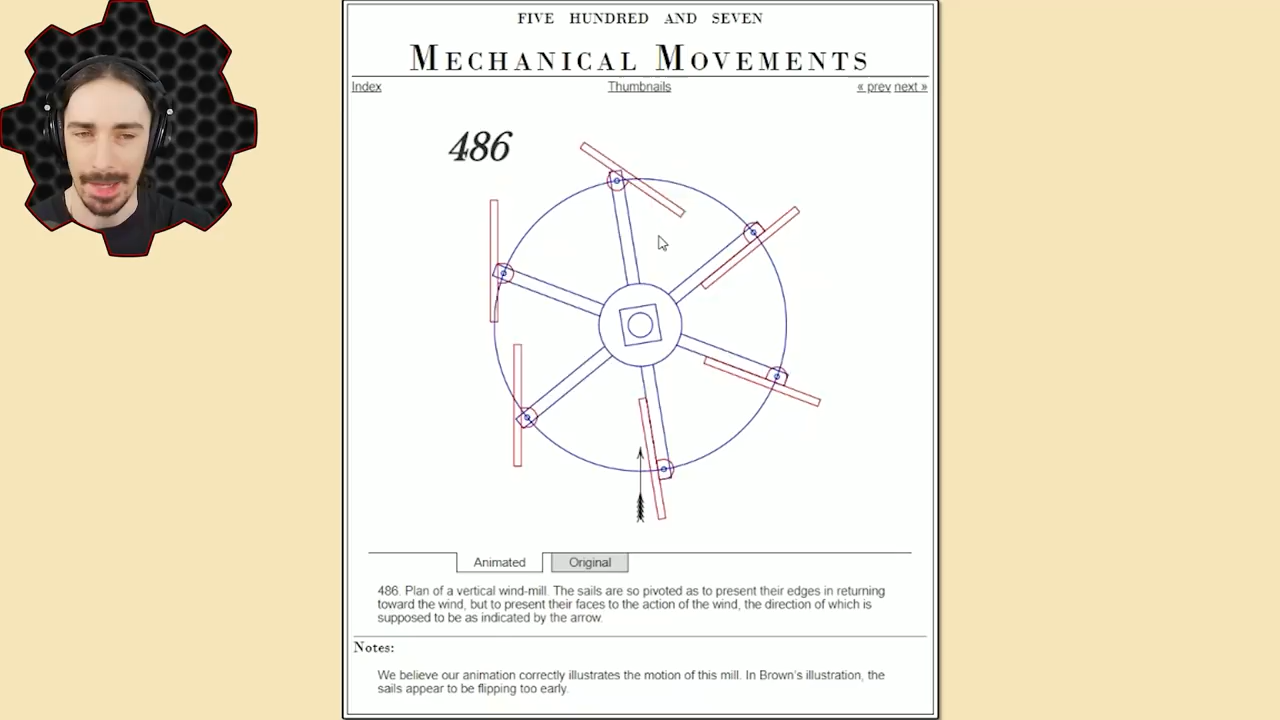 FIVE HUNDRED AND SEVEN
MECHANICAL MOVEMENTS
Index Thumbnails « prev next »
486
Animated Original
486. Plan of a vertical wind-mill. The sails are so pivoted as to present their edges in returning
toward the wind, but to present their faces to the action of the wind, the direction of which is
supposed to be as indicated by the arrow.
Notes:
We believe our animation correctly illustrates the motion of this mill. In Brown's illustration, the
sails appear to be flipping too early.